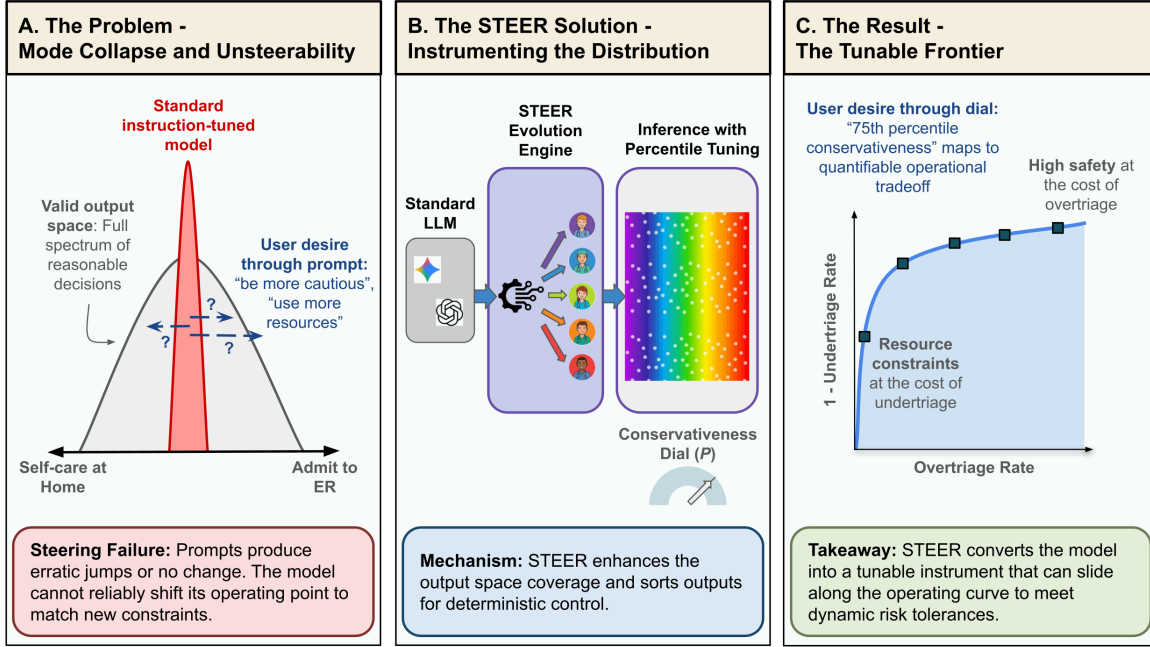 A. The Problem -
Mode Collapse and Unsteerability
Standard
instruction-tuned
model
Valid output
space: Full
spectrum of
reasonable
decisions
User desire
through prompt:
“be more cautious”,
“use more
resources”
?
?
?
Self-care at
Home
Admit to
ER
Steering Failure: Prompts produce
erratic jumps or no change. The model
cannot reliably shift its operating point to
match new constraints.
B. The STEER Solution -
Instrumenting the Distribution
STEER
Evolution
Engine
Inference with
Percentile Tuning
Standard
LLM
Conservativeness
Dial (P)
Mechanism: STEER enhances the
output space coverage and sorts outputs
for deterministic control.
C. The Result -
The Tunable Frontier
User desire through dial:
“75th percentile
conservativeness” maps to
quantifiable operational
tradeoff
High safety at
the cost of
overtriage
1 - Undertriage Rate
Resource
constraints
at the cost of
undertriage
Overtriage Rate
Takeaway: STEER converts the model
into a tunable instrument that can slide
along the operating curve to meet
dynamic risk tolerances.